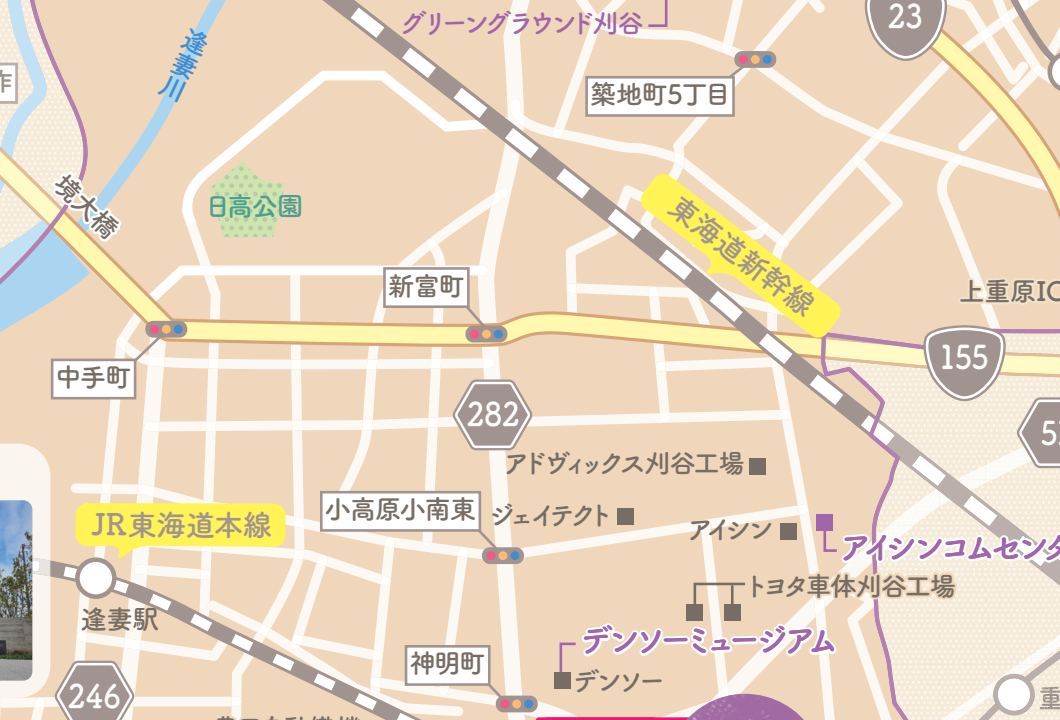 グリーングラウンド刈谷
23
逢妻川
築地町5丁目
境大橋
日高公園
東海道新幹線
新富町
上重原IC
中手町
155
282
アドヴィックス刈谷工場
小高原小南東
ジェイテクト
アイシン
JR東海道本線
アイシンコムセンタ
トヨタ車体刈谷工場
逢妻駅
デンソーミュージアム
神明町
デンソー
246